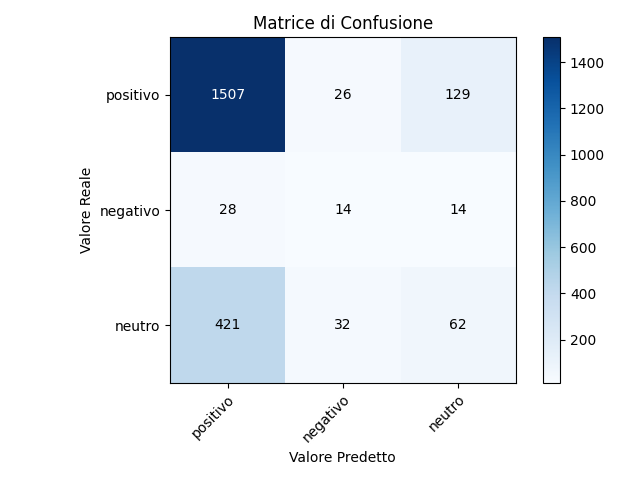 Matrice di Confusione
Valore Reale
positivo
1507 26 129
negativo
28 14 14
neutro
421 32 62
positivo negativo neutro
Valore Predetto
1400
1200
1000
800
600
400
200